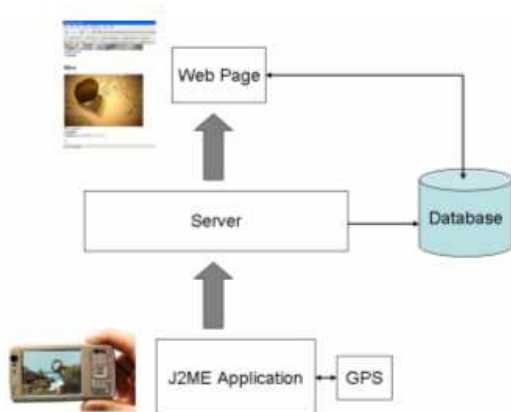 Web Page
Server
Database
J2ME Application
GPS